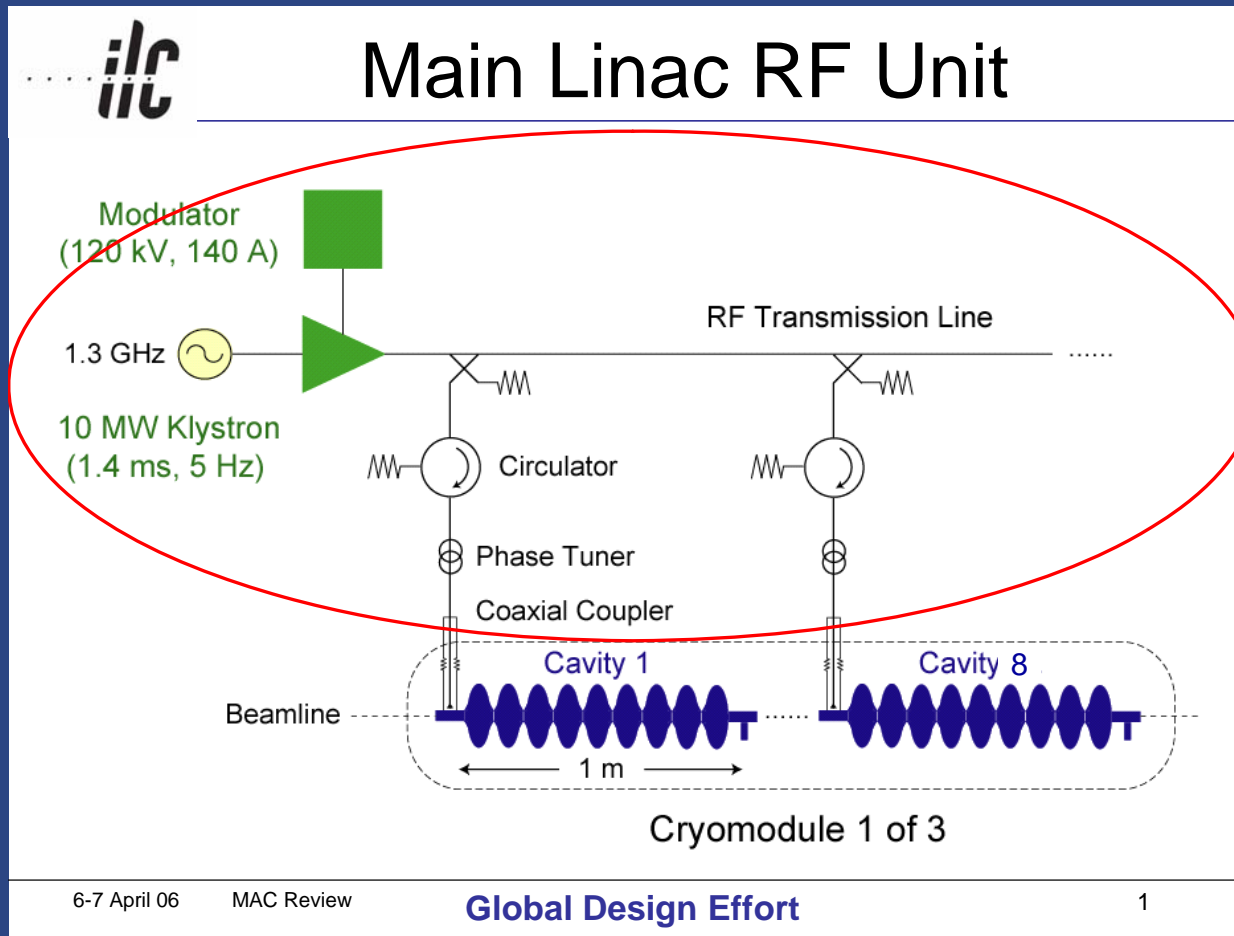 ilc
Main Linac RF Unit
Modulator
(120 kV, 140 A)
RF Transmission Line
1.3 GHz
......
10 MW Klystron
(1.4 ms, 5 Hz)
Circulator
Phase Tuner
Coaxial Coupler
Cavity 1
Cavity 8
Beamline
......
1 m
Cryomodule 1 of 3
6-7 April 06
MAC Review
Global Design Effort
1